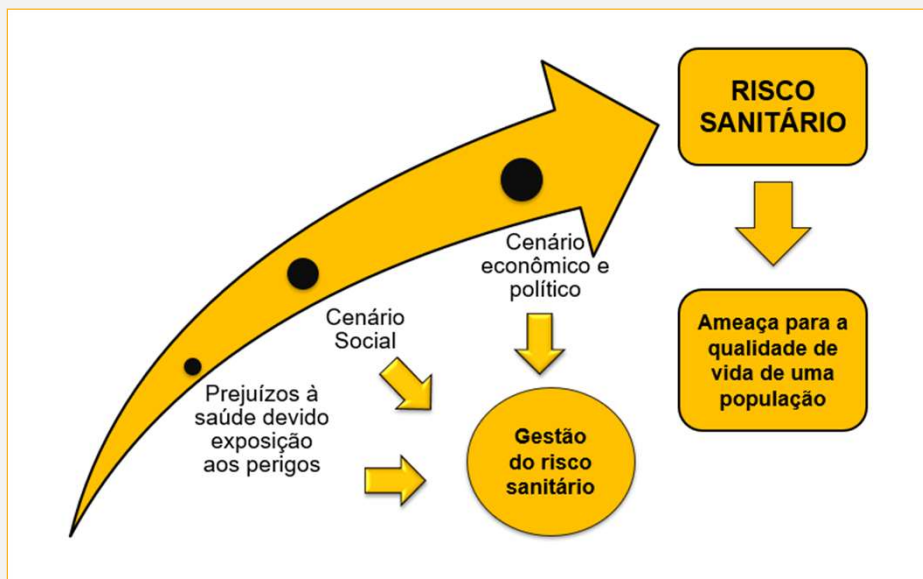 RISCO
SANITÁRIO
Cenário
econômico e
político
Cenário
Social
Prejuízos à
saúde devido
exposição
aos perigos
Ameaça para a
qualidade de
vida de uma
população
Gestão
do risco
sanitário